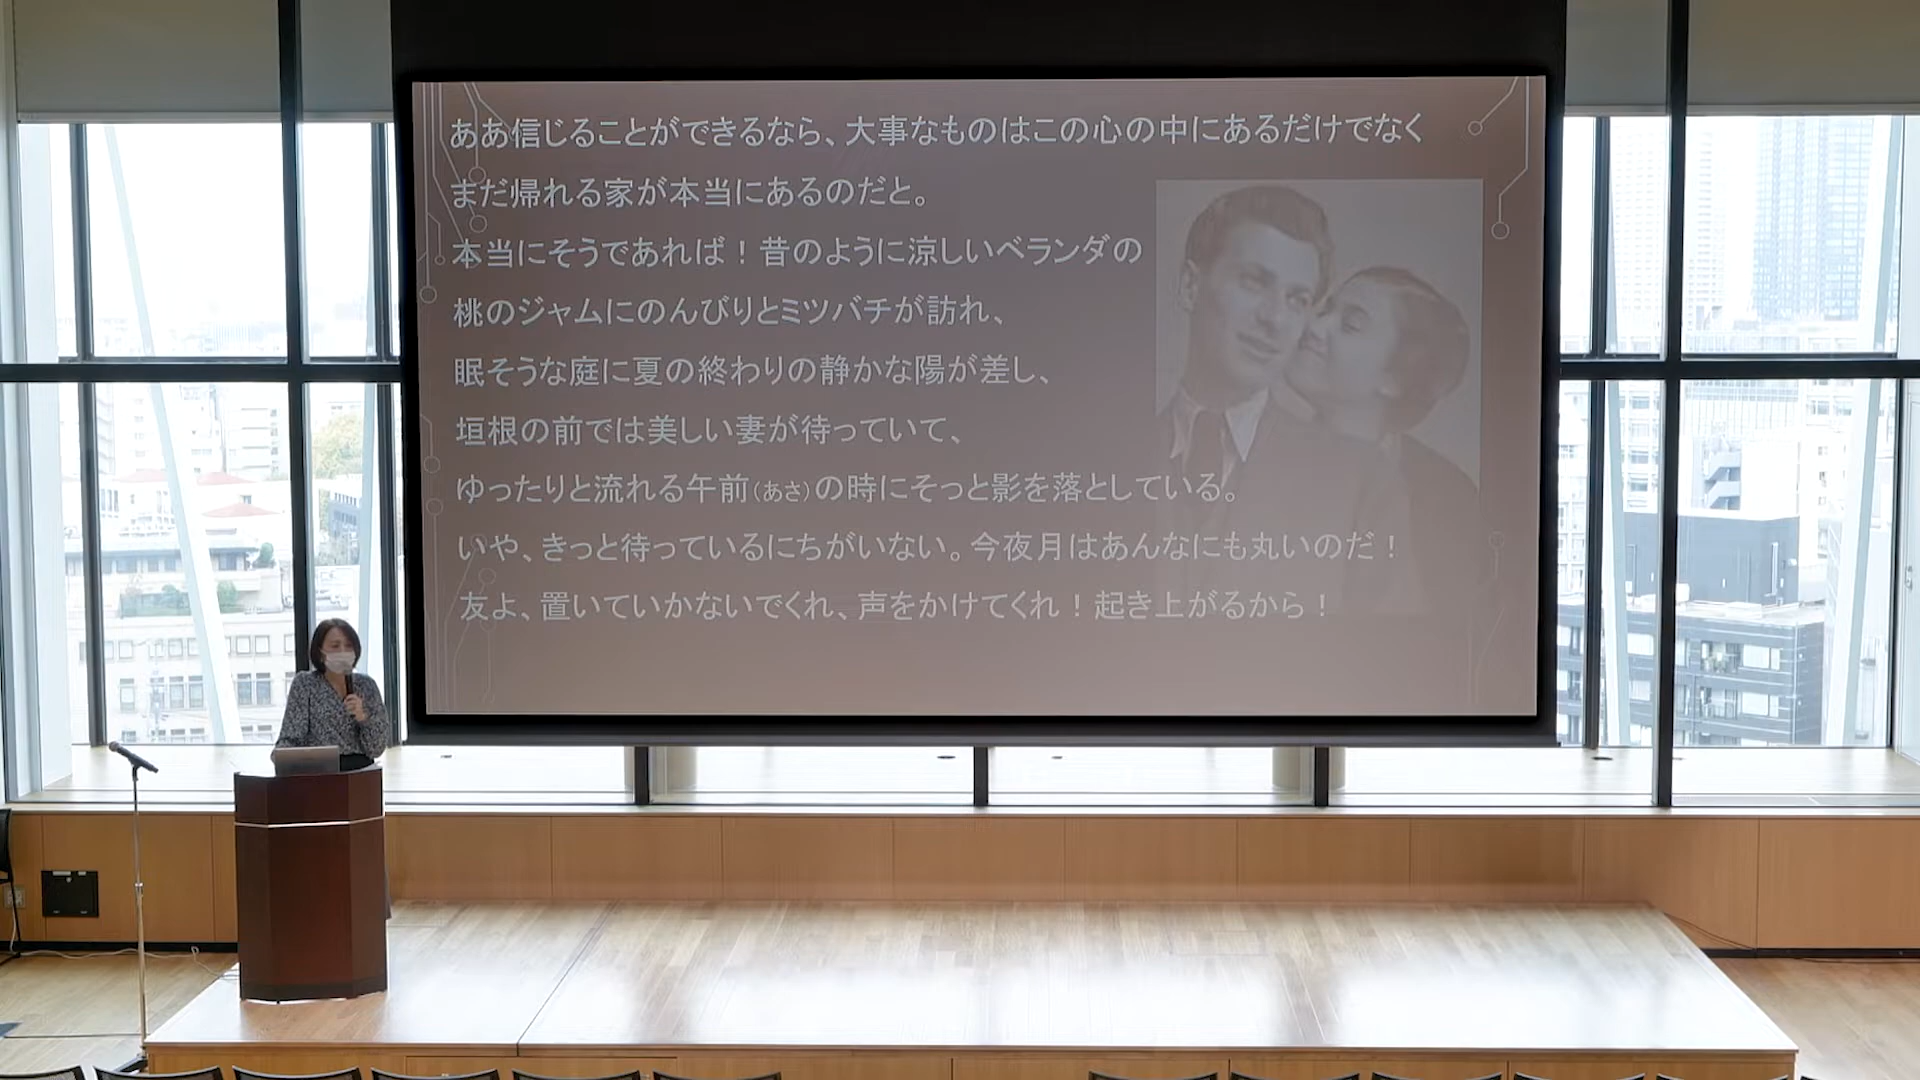 ああ信じることができるなら、大事なものはこの心の中にあるだけでなく
まだ帰れる家が本当にあるのだと。
本当にそうであれば！昔のように涼しいベランダの
桃のジャムにのんびりとミツバチが訪れ、
眠そうな庭に夏の終わりの静かな陽が差し、
垣根の前では美しい妻が待っていて、
ゆったりと流れる午前(あさ)の時にそっと影を落としている。
いや、きっと待っているにちがいない。今夜月はあんなにも丸いのだ！
友よ、置いていかないでくれ、声をかけてくれ！起き上がるから！